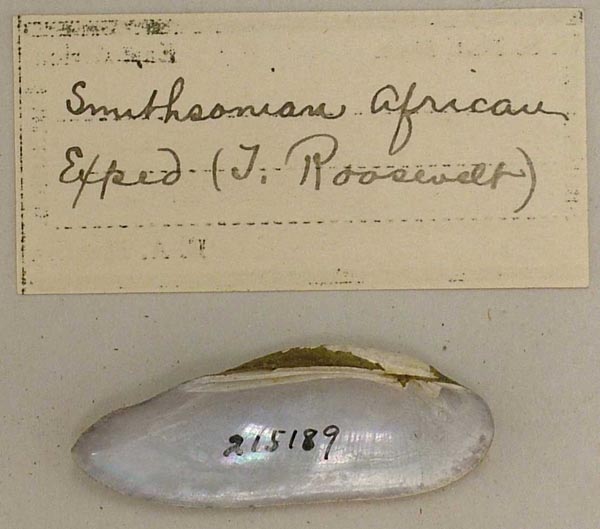 Smithsonian African
Exped (T. Roosevelt)
215189